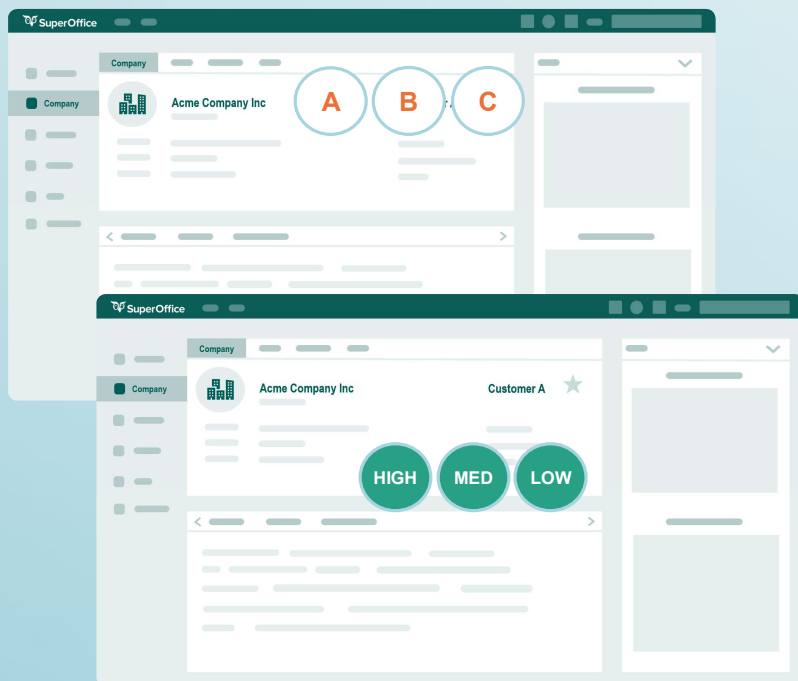 SuperOffice
Company
Company
Acme Company Inc
A
B
C
SuperOffice
Company
Company
Acme Company Inc
Customer A
HIGH
MED
LOW